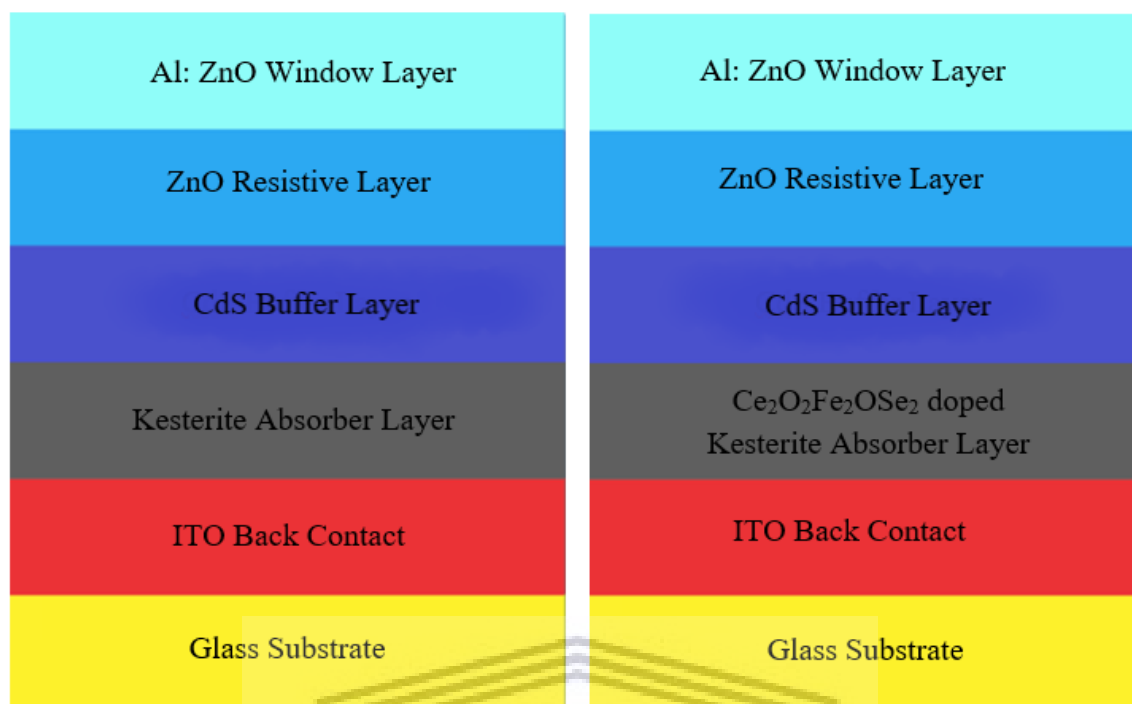 Al: ZnO Window Layer
ZnO Resistive Layer
CdS Buffer Layer
Kesterite Absorber Layer
ITO Back Contact
Glass Substrate
Al: ZnO Window Layer
ZnO Resistive Layer
CdS Buffer Layer
Ce₂O₂Fe₂OSe₂ doped
Kesterite Absorber Layer
ITO Back Contact
Glass Substrate